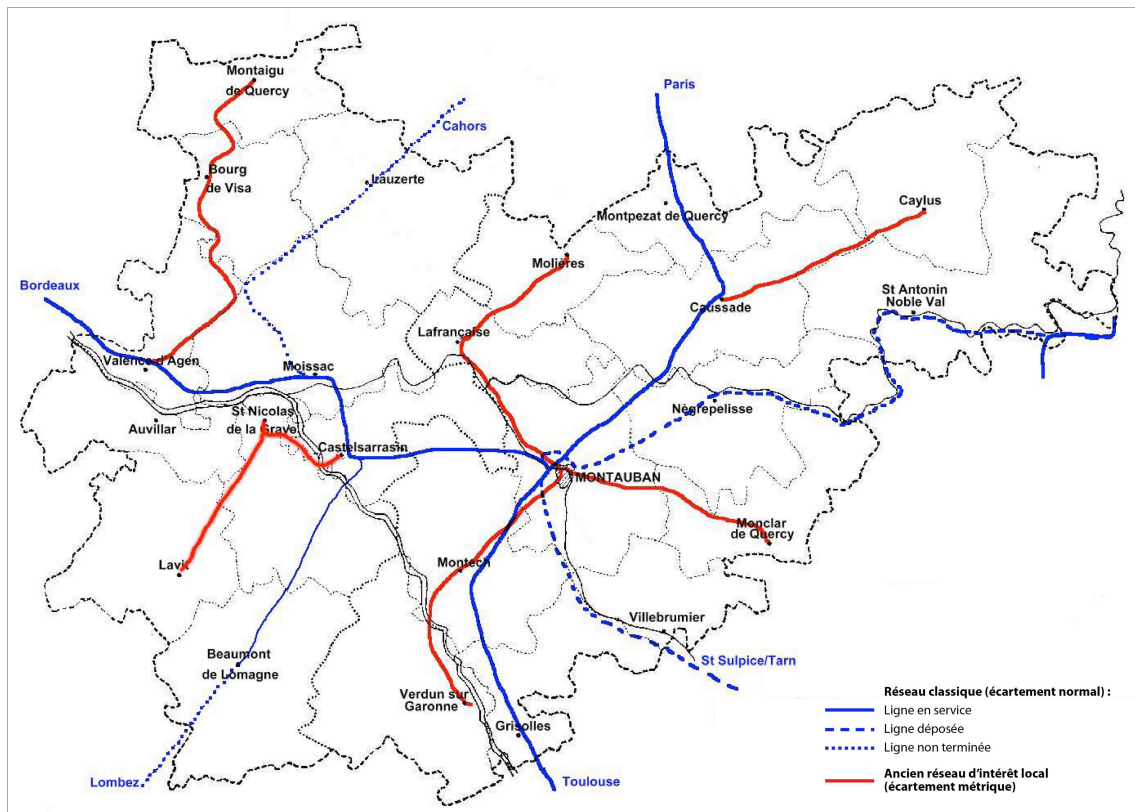 Montaigu
de Quercy
Paris
Cahors
Bourg
de Visa
Lauzerte
Montpezat de Quercy
Caylus
Molières
Bordeaux
St Antonin
Noble Val
Caussade
Lafrançaise
Valence d'Agen
Moissac
Nègrepelisse
Auvillar
St Nicolas
de la Grave
Castelsarrasin
MONTAUBAN
Monclar
de Quercy
Lavit
Montech
Villebrumier
Beaumont
de Lomagne
St Sulpice/Tarn
Verdun sur
Garonne
Grisolles
Lombez
Toulouse
Réseau classique (écartement normal) :
Ligne en service
Ligne déposée
Ligne non terminée
Ancien réseau d'intérêt local
(écartement métrique)